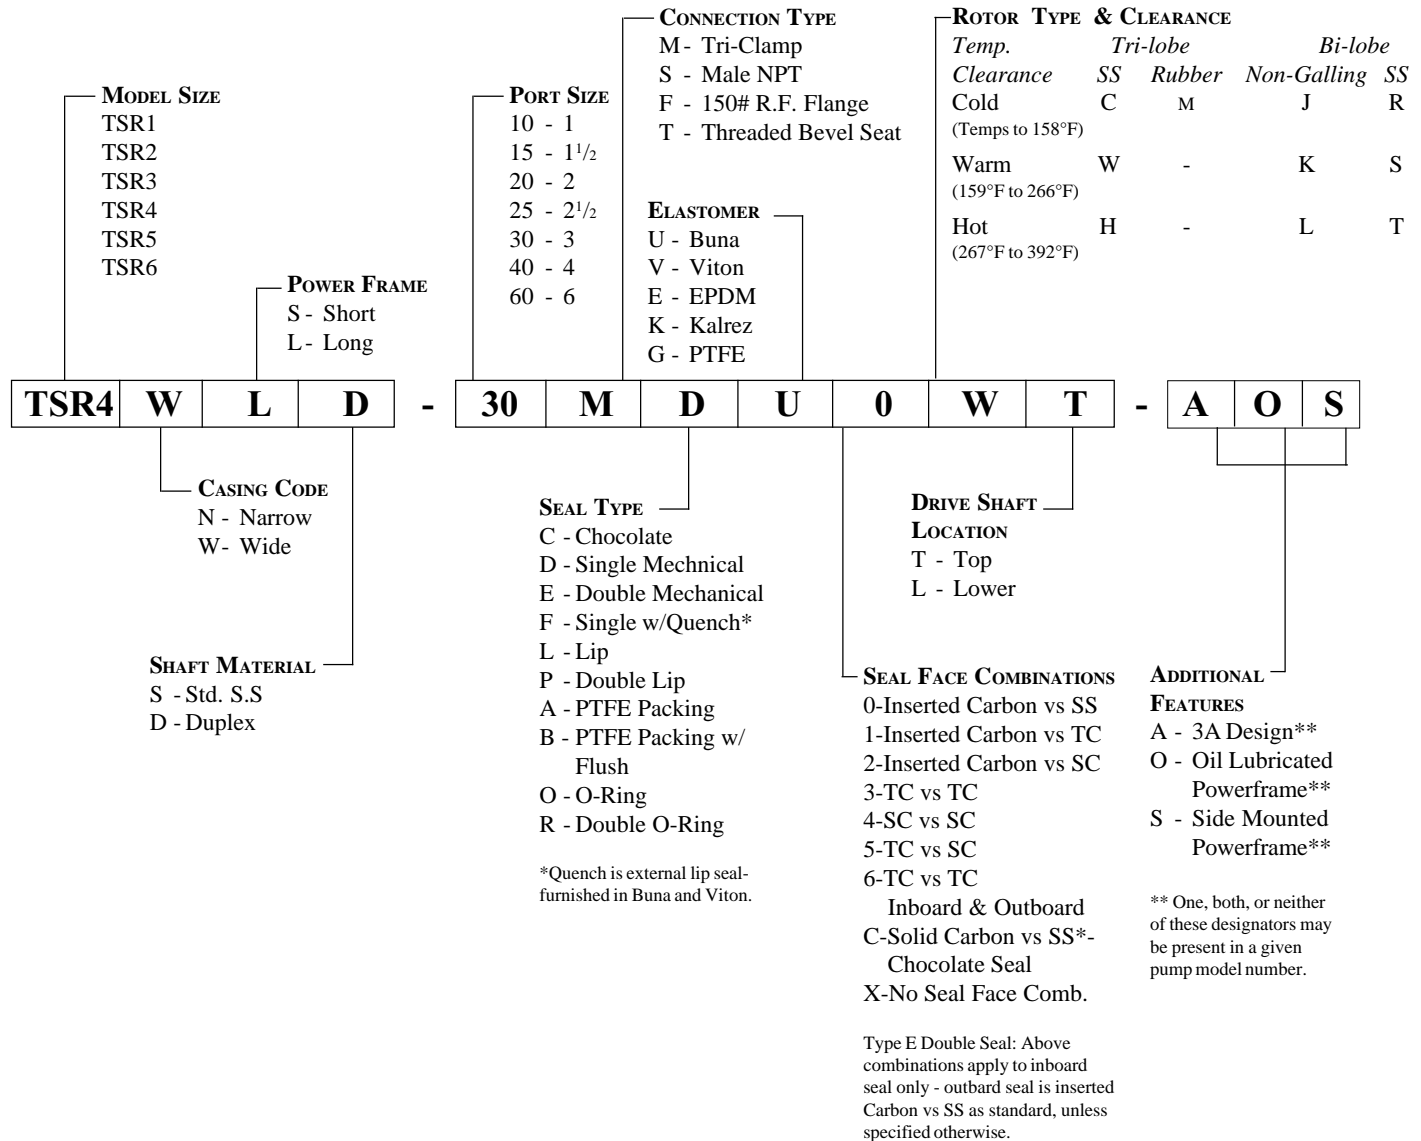 MODEL SIZE
TSR1
TSR2
TSR3
TSR4
TSR5
TSR6
POWER FRAME
S - Short
L - Long
PORT SIZE
10 - 1
15 - 1 1/2
20 - 2
25 - 2 1/2
30 - 3
40 - 4
60 - 6
CONNECTION TYPE
M - Tri-Clamp
S - Male NPT
F - 150# R.F. Flange
T - Threaded Bevel Seat
ELASTOMER
U - Buna
V - Viton
E - EPDM
K - Kalrez
G - PTFE
ROTOR TYPE & CLEARANCE
Temp. Tri-lobe Bi-lobe
Clearance SS Rubber Non-Galling SS
Cold C M J R
(Temps to 158°F)
Warm W - K S
(159°F to 266°F)
Hot H - L T
(267°F to 392°F)
TSR4 W L D - 30 M D U 0 W T - A O S
CASING CODE
N - Narrow
W- Wide
SHAFT MATERIAL
S - Std. S.S
D - Duplex
SEAL TYPE
C - Chocolate
D - Single Mechnical
E - Double Mechanical
F - Single w/Quench*
L - Lip
P - Double Lip
A - PTFE Packing
B - PTFE Packing w/
Flush
O - O-Ring
R - Double O-Ring
*Quench is external lip seal-
furnished in Buna and Viton.
DRIVE SHAFT
LOCATION
T - Top
L - Lower
SEAL FACE COMBINATIONS
0-Inserted Carbon vs SS
1-Inserted Carbon vs TC
2-Inserted Carbon vs SC
3-TC vs TC
4-SC vs SC
5-TC vs SC
6-TC vs TC
Inboard & Outboard
C-Solid Carbon vs SS*-
Chocolate Seal
X-No Seal Face Comb.
Type E Double Seal: Above
combinations apply to inboard
seal only - outbard seal is inserted
Carbon vs SS as standard, unless
specified otherwise.
ADDITIONAL
FEATURES
A - 3A Design**
O - Oil Lubricated
Powerframe**
S - Side Mounted
Powerframe**
** One, both, or neither
of these designators may
be present in a given
pump model number.